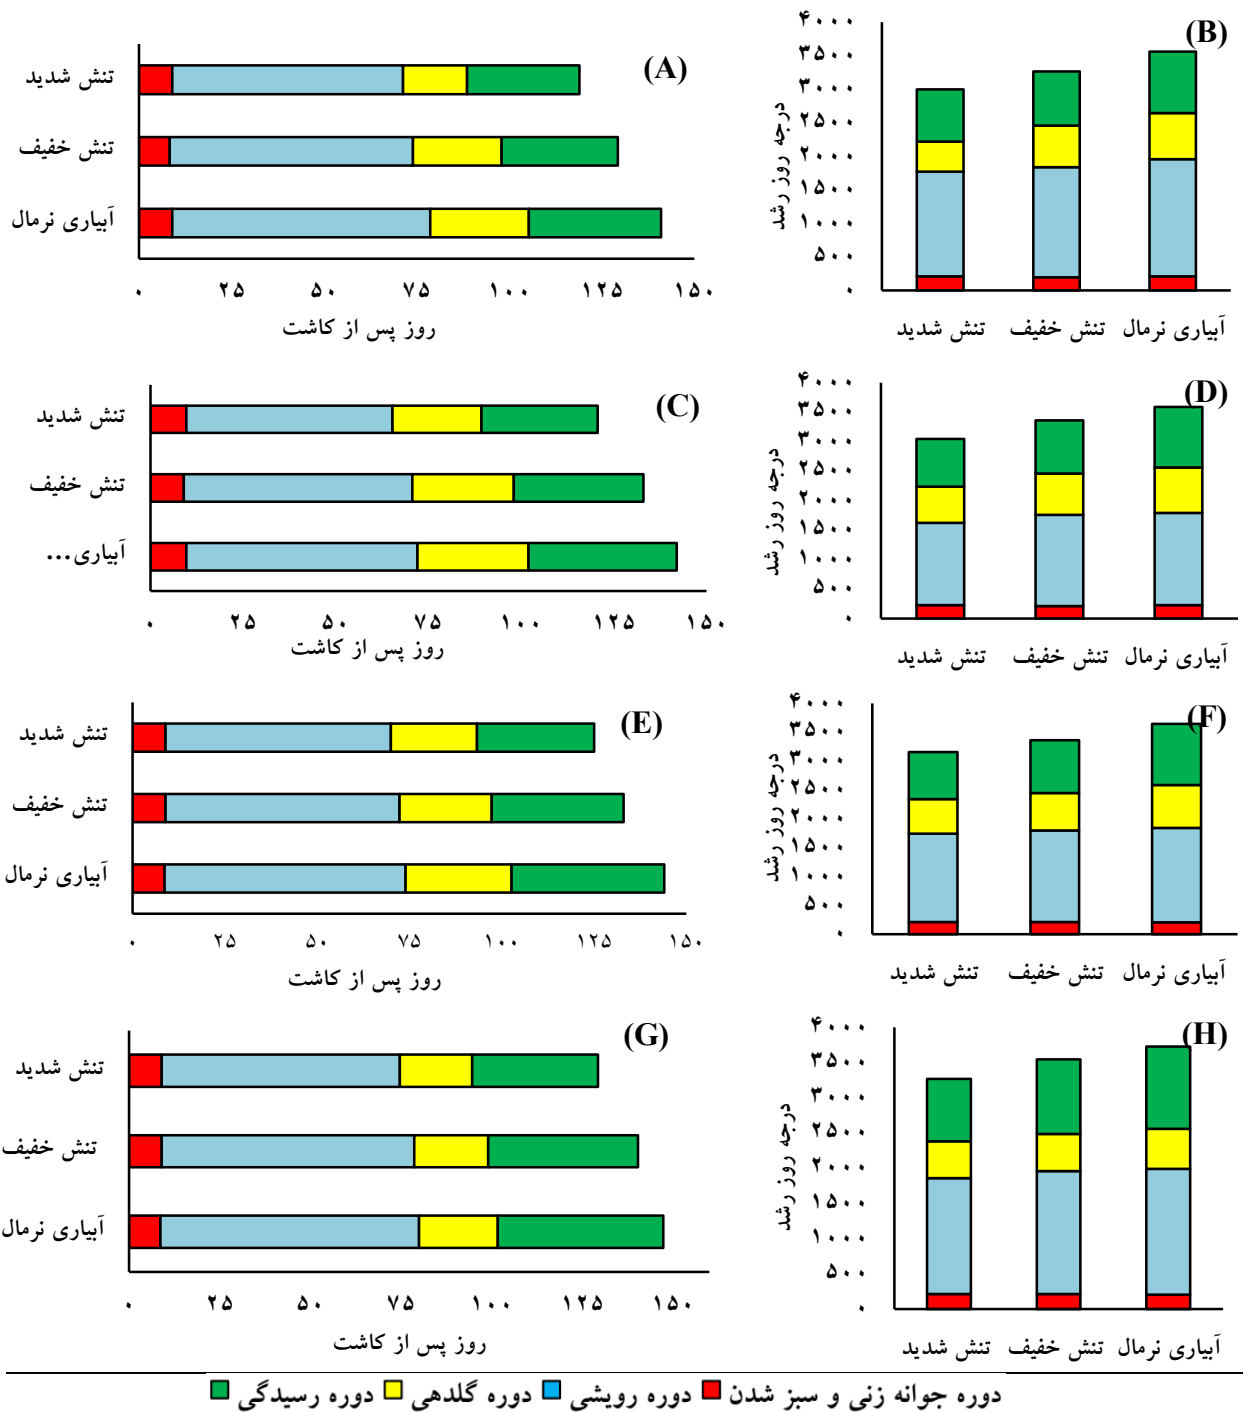 (A)
تنش شدید
تنش خفیف
آبیاری نرمال
۰ ۲۵ ۵۰ ۷۵ ۱۰۰ ۱۲۵ ۱۵۰
روز پس از کاشت
(B)
۴۰۰۰
۳۵۰۰
۳۰۰۰
۲۵۰۰
۲۰۰۰
۱۵۰۰
۱۰۰۰
۵۰۰
۰
درجه روز رشد
آبیاری نرمال تنش خفیف تنش شدید
(C)
تنش شدید
تنش خفیف
آبیاری...
۰ ۲۵ ۵۰ ۷۵ ۱۰۰ ۱۲۵ ۱۵۰
روز پس از کاشت
(D)
۴۰۰۰
۳۵۰۰
۳۰۰۰
۲۵۰۰
۲۰۰۰
۱۵۰۰
۱۰۰۰
۵۰۰
۰
درجه روز رشد
آبیاری نرمال تنش خفیف تنش شدید
(E)
تنش شدید
تنش خفیف
آبیاری نرمال
۰ ۲۵ ۵۰ ۷۵ ۱۰۰ ۱۲۵ ۱۵۰
روز پس از کاشت
(F)
۴۰۰۰
۳۵۰۰
۳۰۰۰
۲۵۰۰
۲۰۰۰
۱۵۰۰
۱۰۰۰
۵۰۰
۰
درجه روز رشد
آبیاری نرمال تنش خفیف تنش شدید
(G)
تنش شدید
تنش خفیف
آبیاری نرمال
۰ ۲۵ ۵۰ ۷۵ ۱۰۰ ۱۲۵ ۱۵۰
روز پس از کاشت
(H)
۴۰۰۰
۳۵۰۰
۳۰۰۰
۲۵۰۰
۲۰۰۰
۱۵۰۰
۱۰۰۰
۵۰۰
۰
درجه روز رشد
آبیاری نرمال تنش خفیف تنش شدید
دوره جوانه زنی و سبز شدن دوره رویشی دوره گلدهی دوره رسیدگی